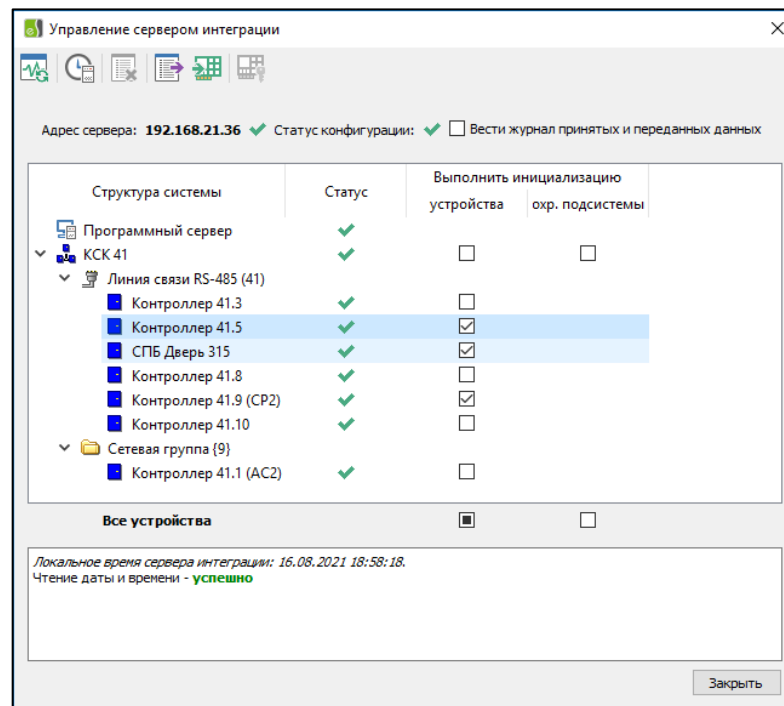 Управление сервером интеграции
Адрес сервера: 192.168.21.36 Статус конфигурации: Вести журнал принятых и переданных данных
Структура системы Статус Выполнить инициализацию
устройства охр. подсистемы
Программный сервер
КСК 41
Линия связи RS-485 (41)
Контроллер 41.3
Контроллер 41.5
СПБ Дверь 315
Контроллер 41.8
Контроллер 41.9 (CP2)
Контроллер 41.10
Сетевая группа {9}
Контроллер 41.1 (AC2)
Все устройства
Локальное время сервера интеграции: 16.08.2021 18:58:18.
Чтение даты и времени - успешно
Закрыть